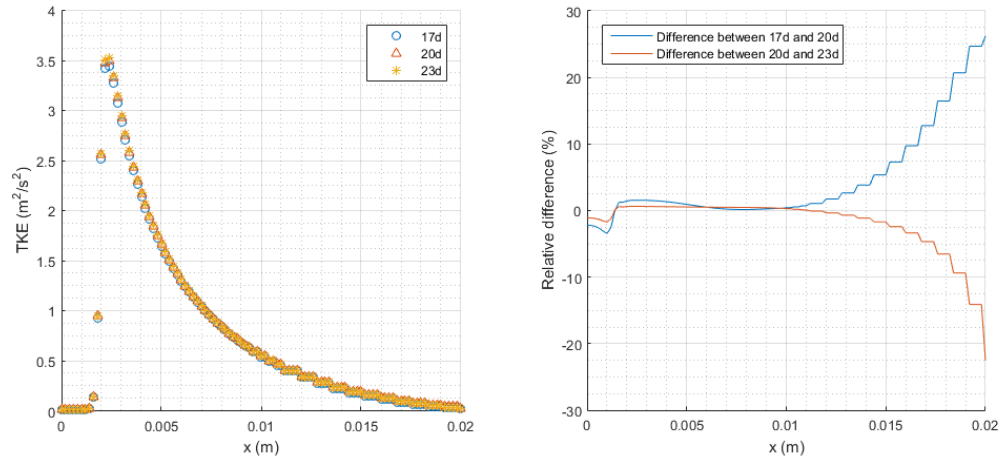 4
3.5
3
2.5
2
1.5
1
0.5
0
0
0.005
0.01
0.015
0.02
x (m)
TKE (m²/s²)
17d
20d
23d
30
20
10
0
-10
-20
-30
0
0.005
0.01
0.015
0.02
x (m)
Relative difference (%)
Difference between 17d and 20d
Difference between 20d and 23d